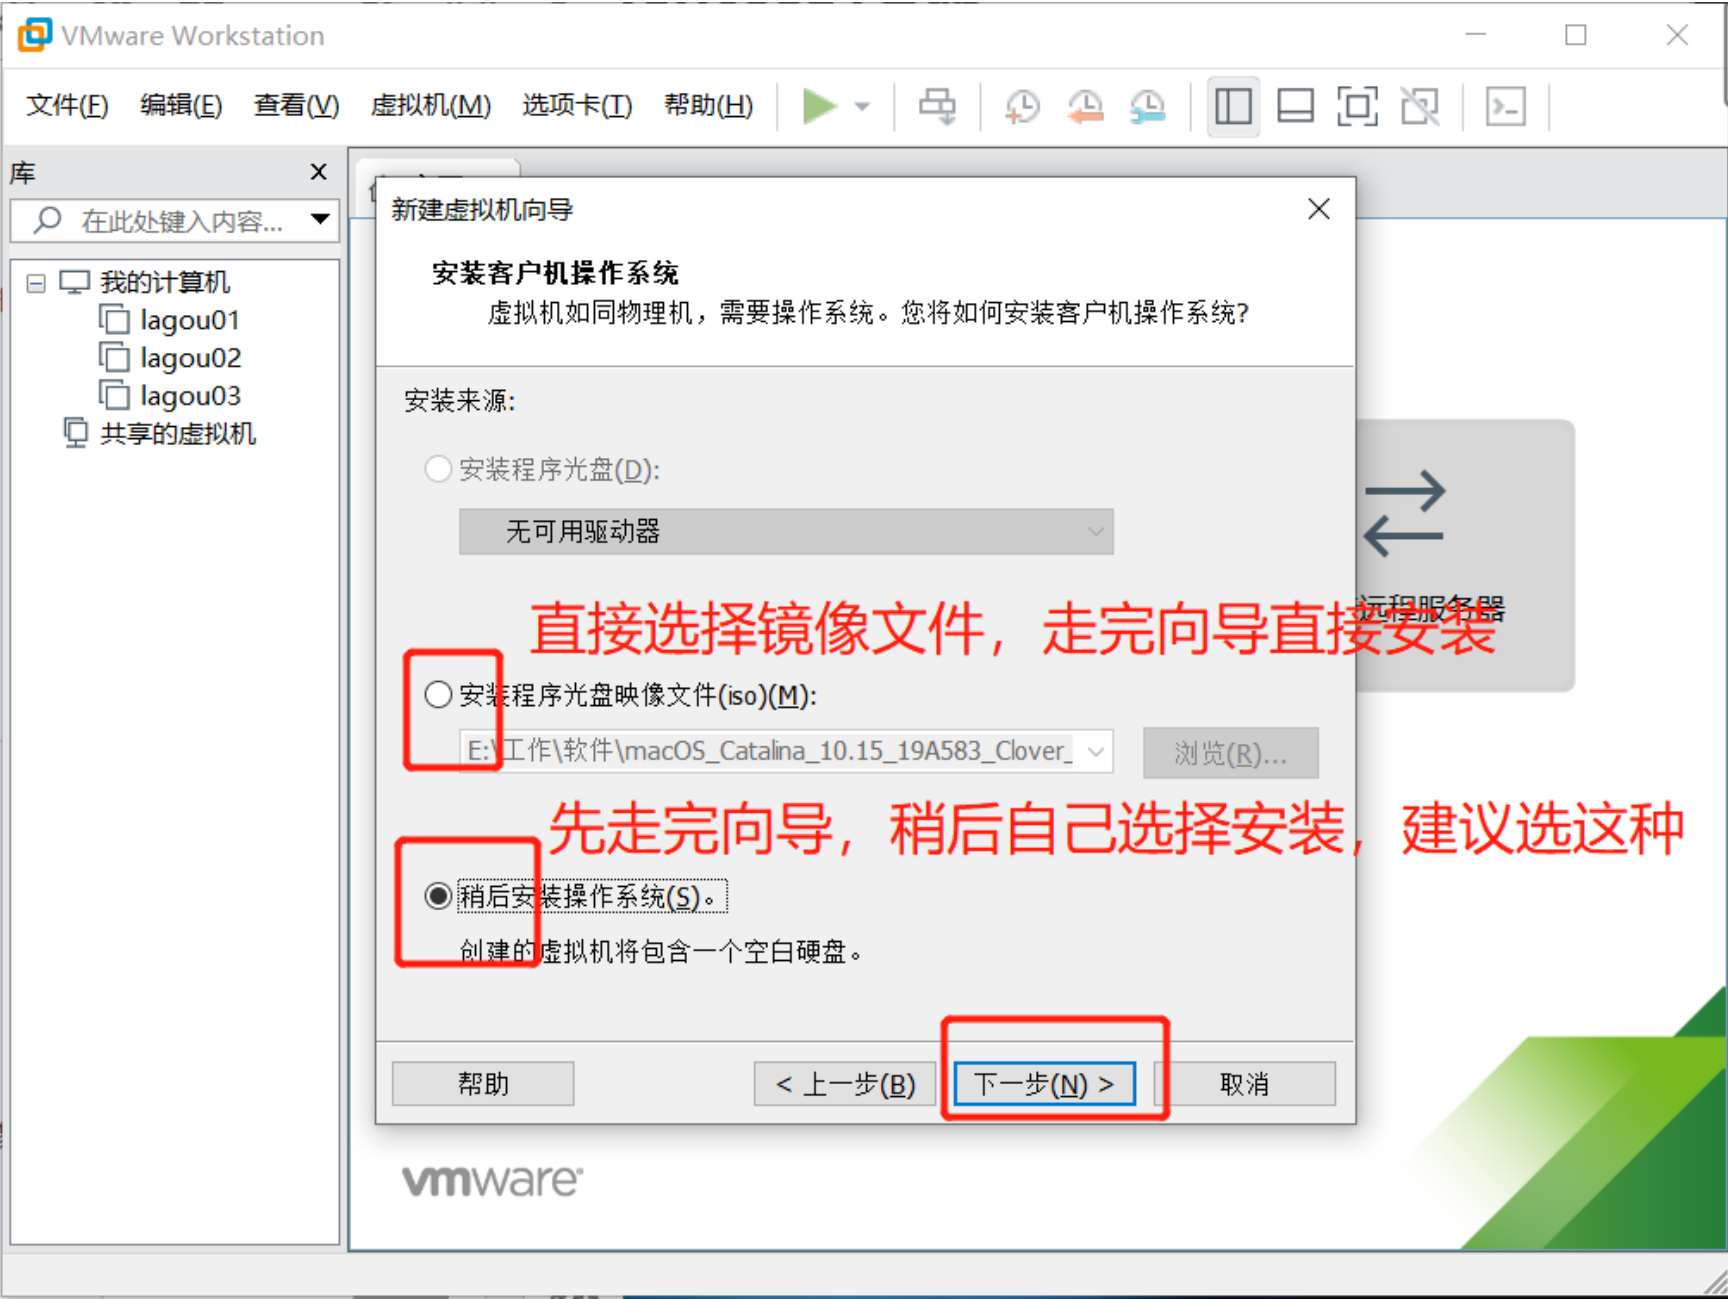 VMware Workstation
文件(F) 编辑(E) 查看(V) 虚拟机(M) 选项卡(T) 帮助(H)
库
在此处键入内容...
我的计算机
lagou01
lagou02
lagou03
共享的虚拟机
新建虚拟机向导
安装客户机操作系统
虚拟机如同物理机，需要操作系统。您将如何安装客户机操作系统?
安装来源:
安装程序光盘(D):
无可用驱动器
直接选择镜像文件，走完向导直接安装
远程服务器
安装程序光盘映像文件(iso)(M):
E:\工作\软件\macOS_Catalina_10.15_19A583_Clover_
浏览(R)...
先走完向导，稍后自己选择安装，建议选这种
稍后安装操作系统(S)。
创建的虚拟机将包含一个空白硬盘。
帮助 < 上一步(B) 下一步(N) > 取消
vmware